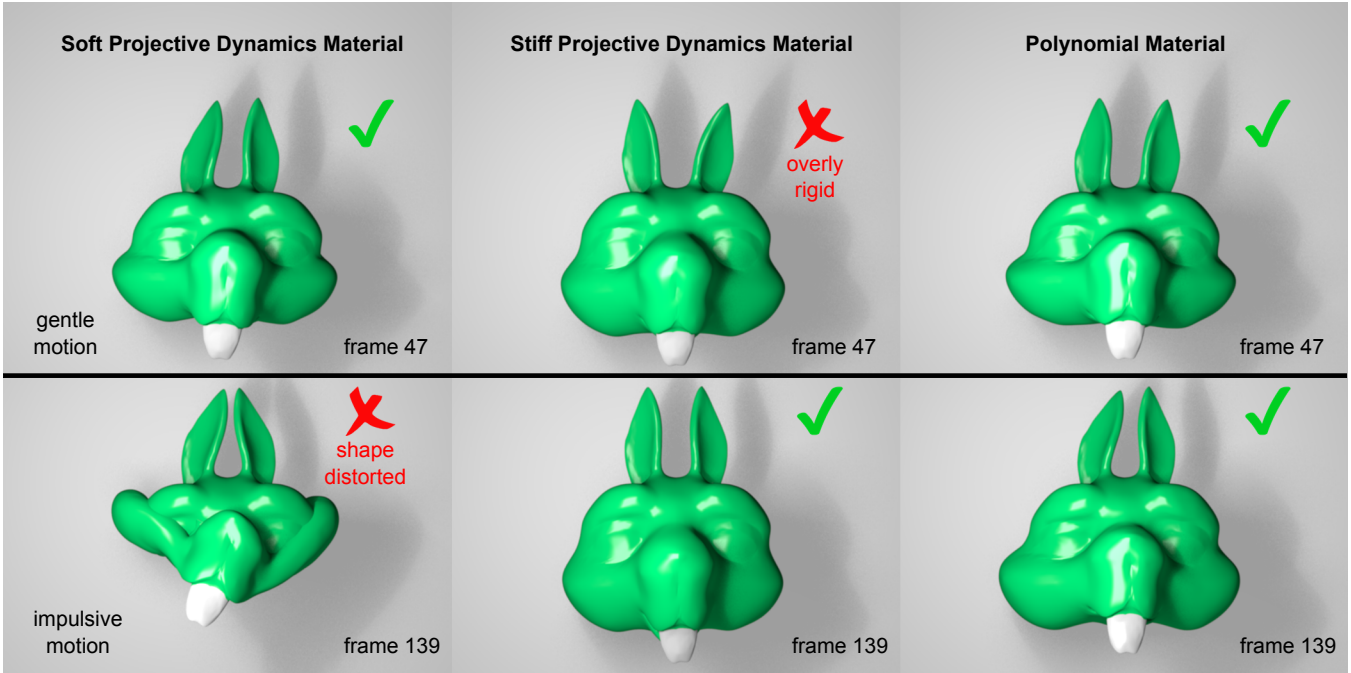 Soft Projective Dynamics Material
Stiff Projective Dynamics Material
Polynomial Material
overly
rigid
gentle
motion
frame 47
frame 47
frame 47
shape
distorted
impulsive
motion
frame 139
frame 139
frame 139